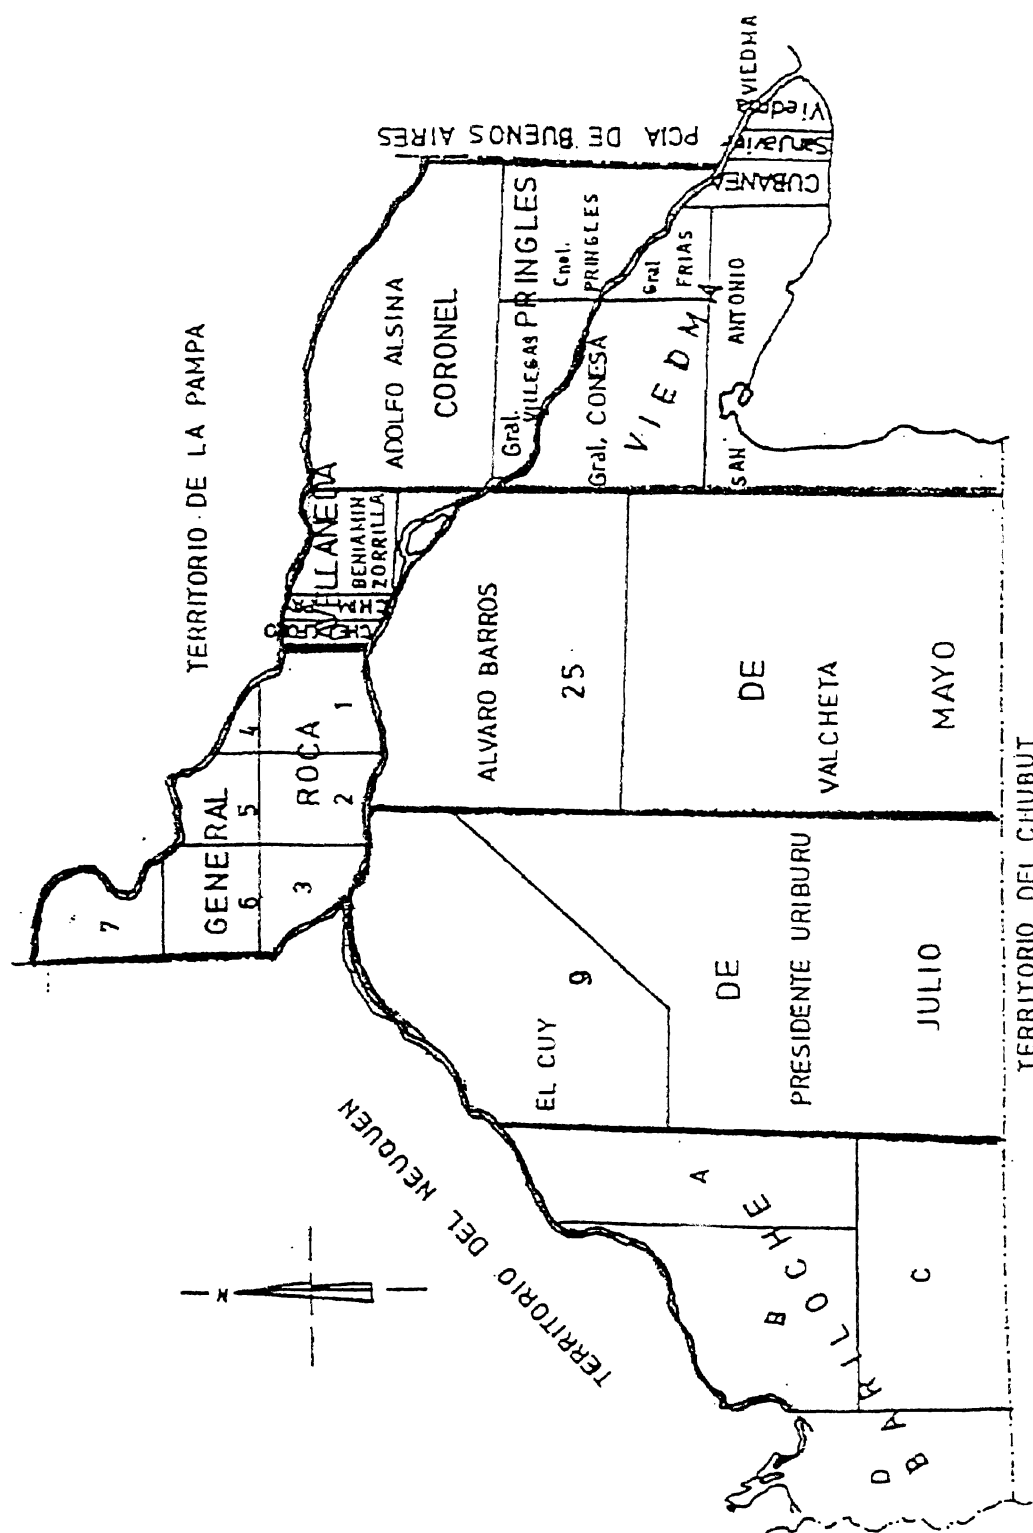 TERRITORIO DE LA PAMPA
TERRITORIO DEL NEUQUEN
PCIA DE BUENOS AIRES
TERRITORIO DEL CHUBUT
N
7
GENERAL
6
5
4
ROCA
3
2
1
AVELLANEDA
BENJAMIN
ZORRILLA
ADOLFO ALSINA
CORONEL
PRINGLES
Gral.
VILLEGAS
Cnel.
PRINGLES
Gral. CONESA
Gral
FRIAS
VIEDMA
SAN ANTONIO
CUBANEA
San Javier
Viedma
VIEDMA
ALVARO BARROS
25
DE
VALCHETA
MAYO
EL CUY
9
DE
PRESIDENTE URIBURU
JULIO
A
B
C
D
BARILOCHE